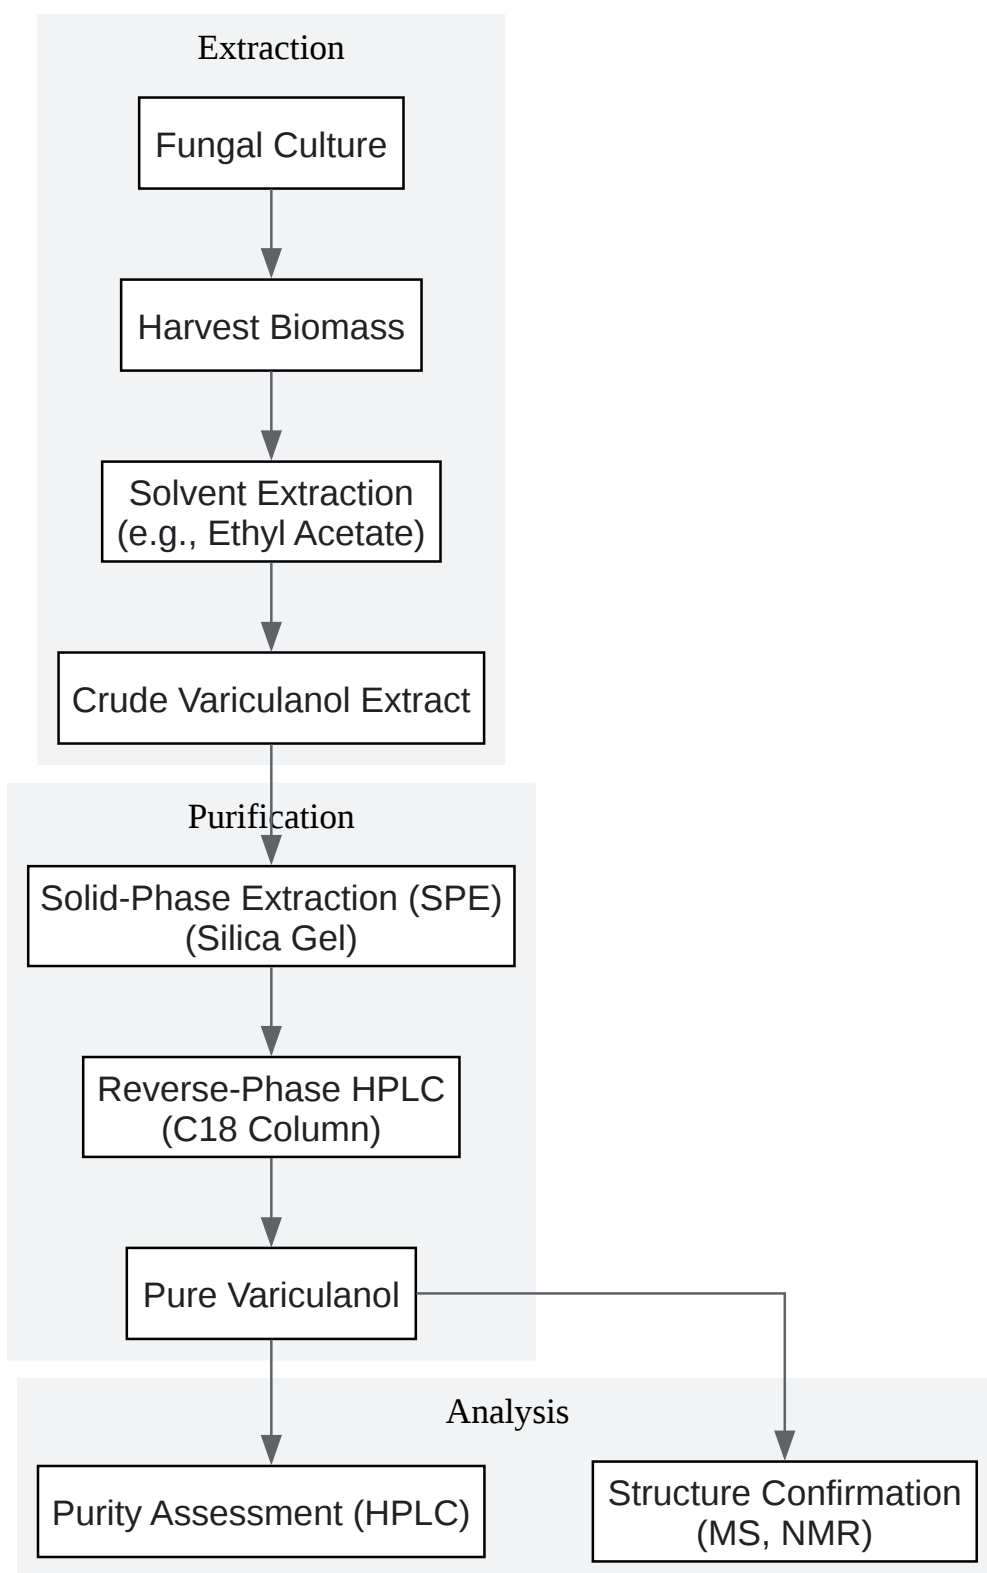 Extraction
Fungal Culture
Harvest Biomass
Solvent Extraction
(e.g., Ethyl Acetate)
Crude Variculanol Extract
Purification
Solid-Phase Extraction (SPE)
(Silica Gel)
Reverse-Phase HPLC
(C18 Column)
Pure Variculanol
Analysis
Purity Assessment (HPLC)
Structure Confirmation
(MS, NMR)